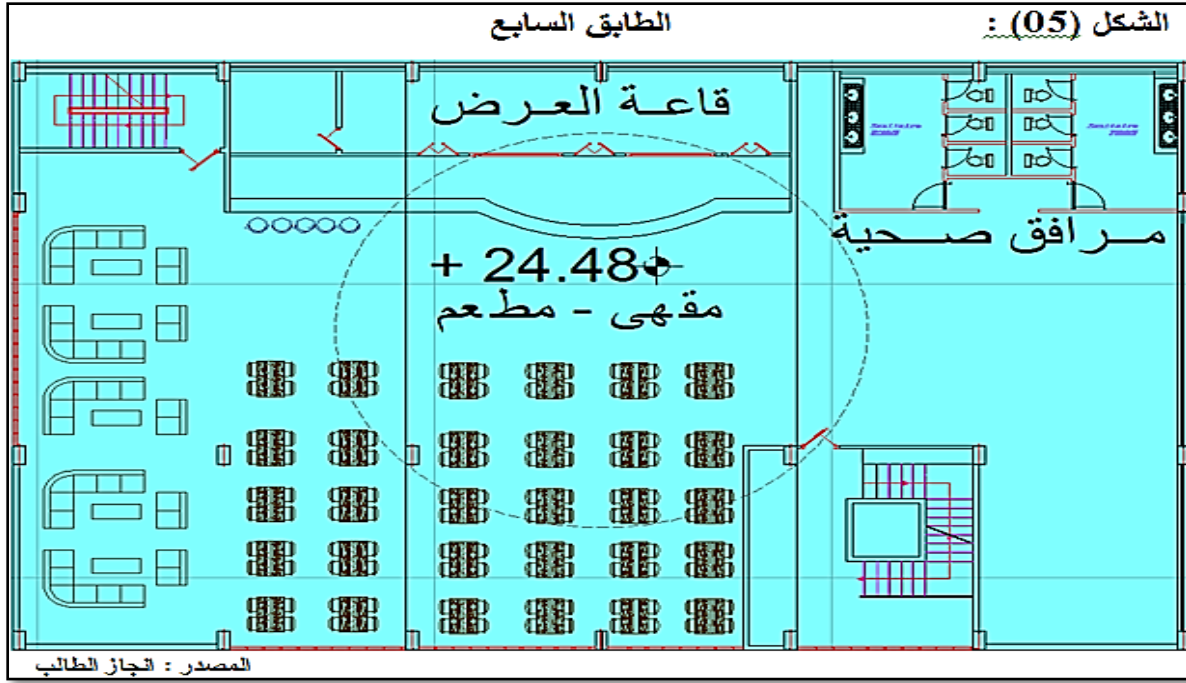 الشكل (05) :
الطابق السابع
قاعة العرض
مرافق صحية
+ 24.48
مقهى - مطعم
المصدر : انجاز الطالب